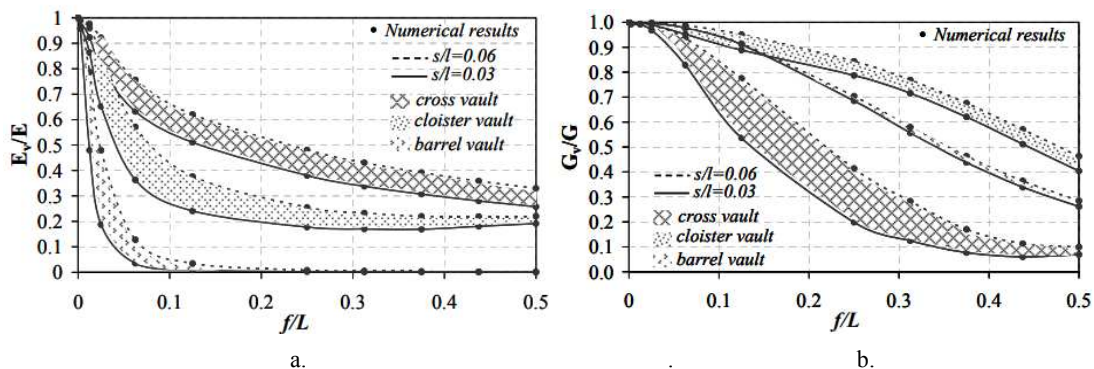 1
0.9
0.8
0.7
0.6
0.5
0.4
0.3
0.2
0.1
0
Ev/E
Numerical results
s/l=0.06
s/l=0.03
cross vault
cloister vault
barrel vault
0 0.1 0.2 0.3 0.4 0.5
f/L
a.
1.0
0.9
0.8
0.7
0.6
0.5
0.4
0.3
0.2
0.1
0.0
Gv/G
Numerical results
s/l=0.06
s/l=0.03
cross vault
cloister vault
barrel vault
0 0.1 0.2 0.3 0.4 0.5
f/L
. b.